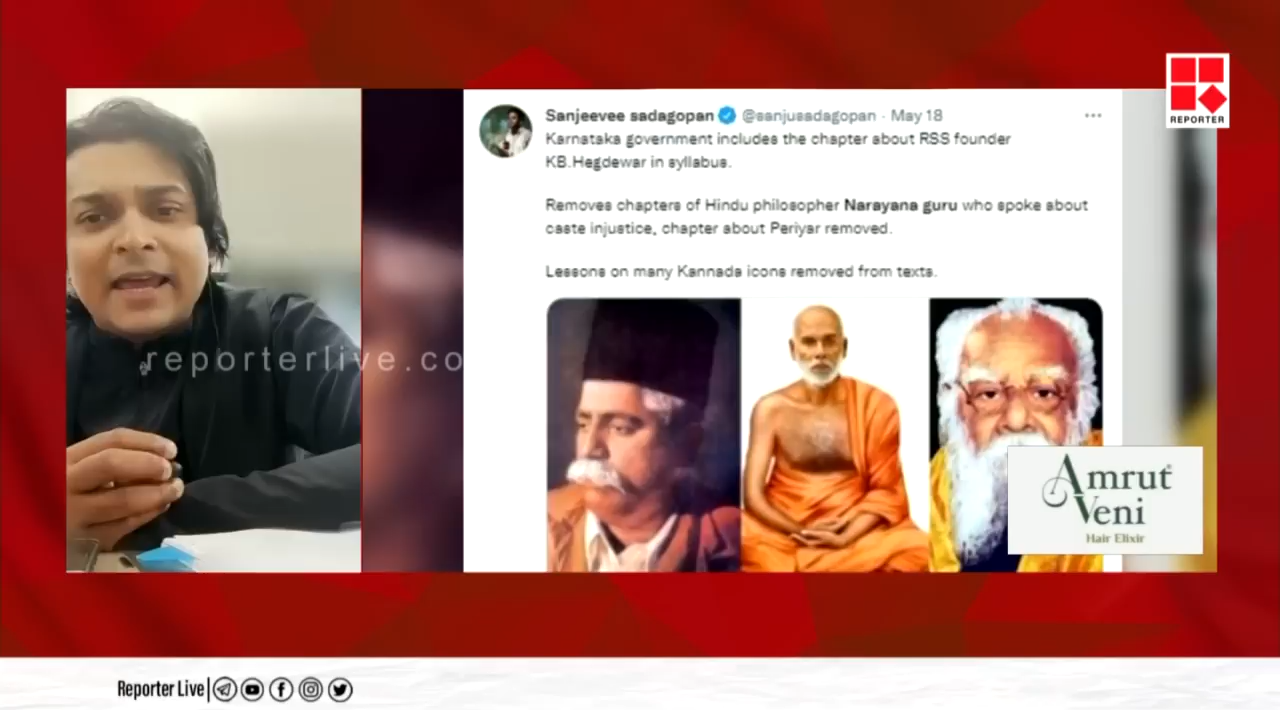 Sanjeevee sadagopan @sanjusadagopan · May 18
Karnataka government includes the chapter about RSS founder
KB.Hegdewar in syllabus.
Removes chapters of Hindu philosopher Narayana guru who spoke about
caste injustice, chapter about Periyar removed.
Lessons on many Kannada icons removed from texts.
REPORTER
reporterlive.co
Amrut
Veni
Hair Elixir
Reporter Live